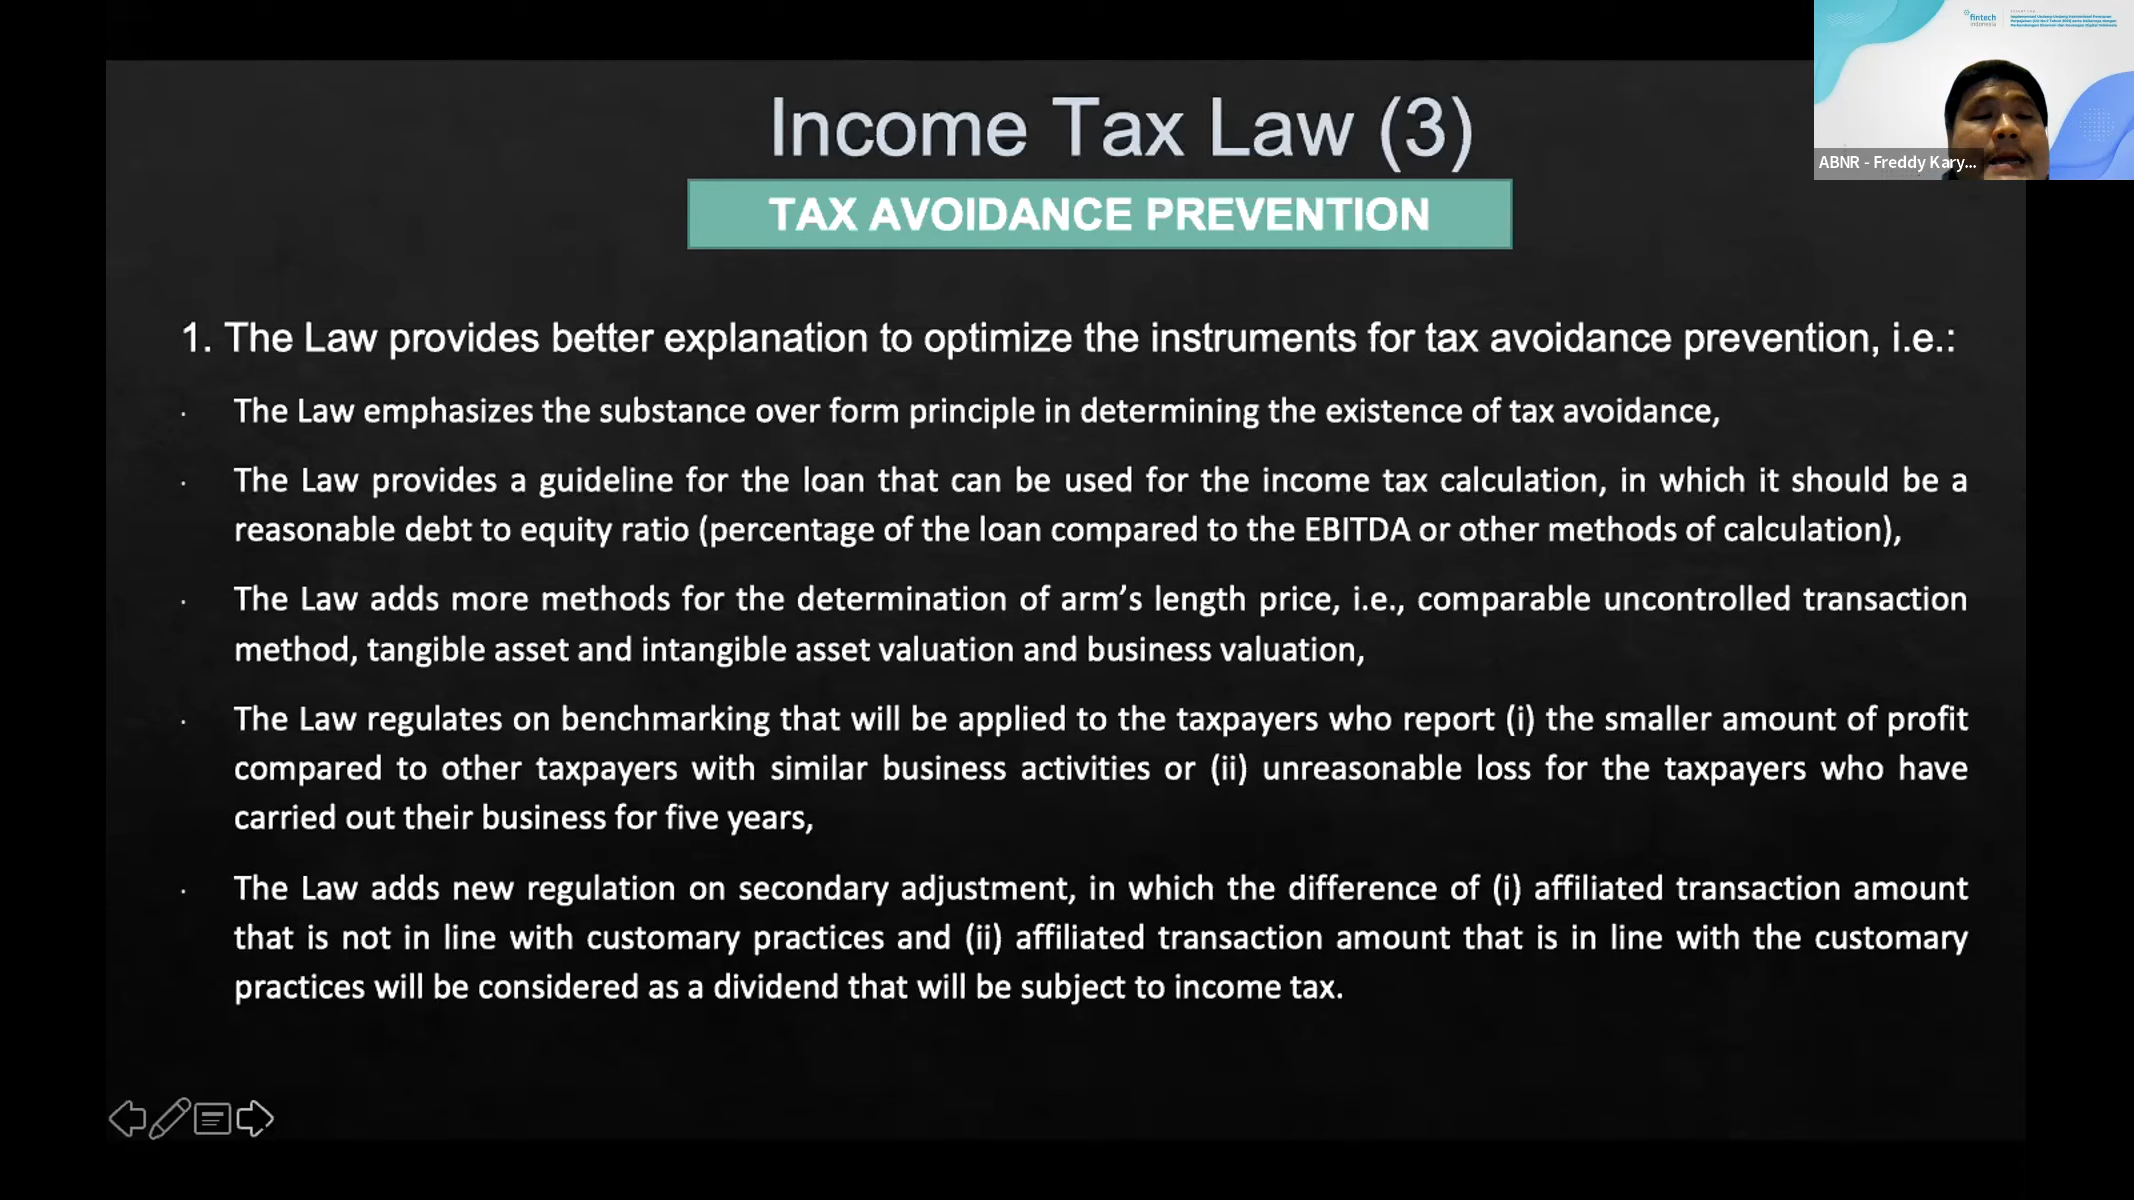 fintech
indonesia
Income Tax Law (3)
ABNR - Freddy Kary...
TAX AVOIDANCE PREVENTION
1. The Law provides better explanation to optimize the instruments for tax avoidance prevention, i.e.:
· The Law emphasizes the substance over form principle in determining the existence of tax avoidance,
· The Law provides a guideline for the loan that can be used for the income tax calculation, in which it should be a
reasonable debt to equity ratio (percentage of the loan compared to the EBITDA or other methods of calculation),
· The Law adds more methods for the determination of arm’s length price, i.e., comparable uncontrolled transaction
method, tangible asset and intangible asset valuation and business valuation,
· The Law regulates on benchmarking that will be applied to the taxpayers who report (i) the smaller amount of profit
compared to other taxpayers with similar business activities or (ii) unreasonable loss for the taxpayers who have
carried out their business for five years,
· The Law adds new regulation on secondary adjustment, in which the difference of (i) affiliated transaction amount
that is not in line with customary practices and (ii) affiliated transaction amount that is in line with the customary
practices will be considered as a dividend that will be subject to income tax.